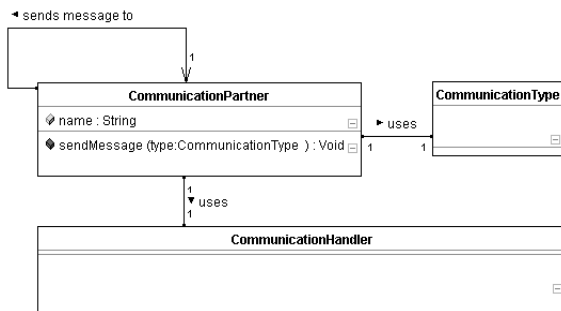 ◄ sends message to
1
CommunicationPartner
name : String
sendMessage (type:CommunicationType ) : Void
CommunicationType
► uses
1
1
1
▼ uses
1
CommunicationHandler